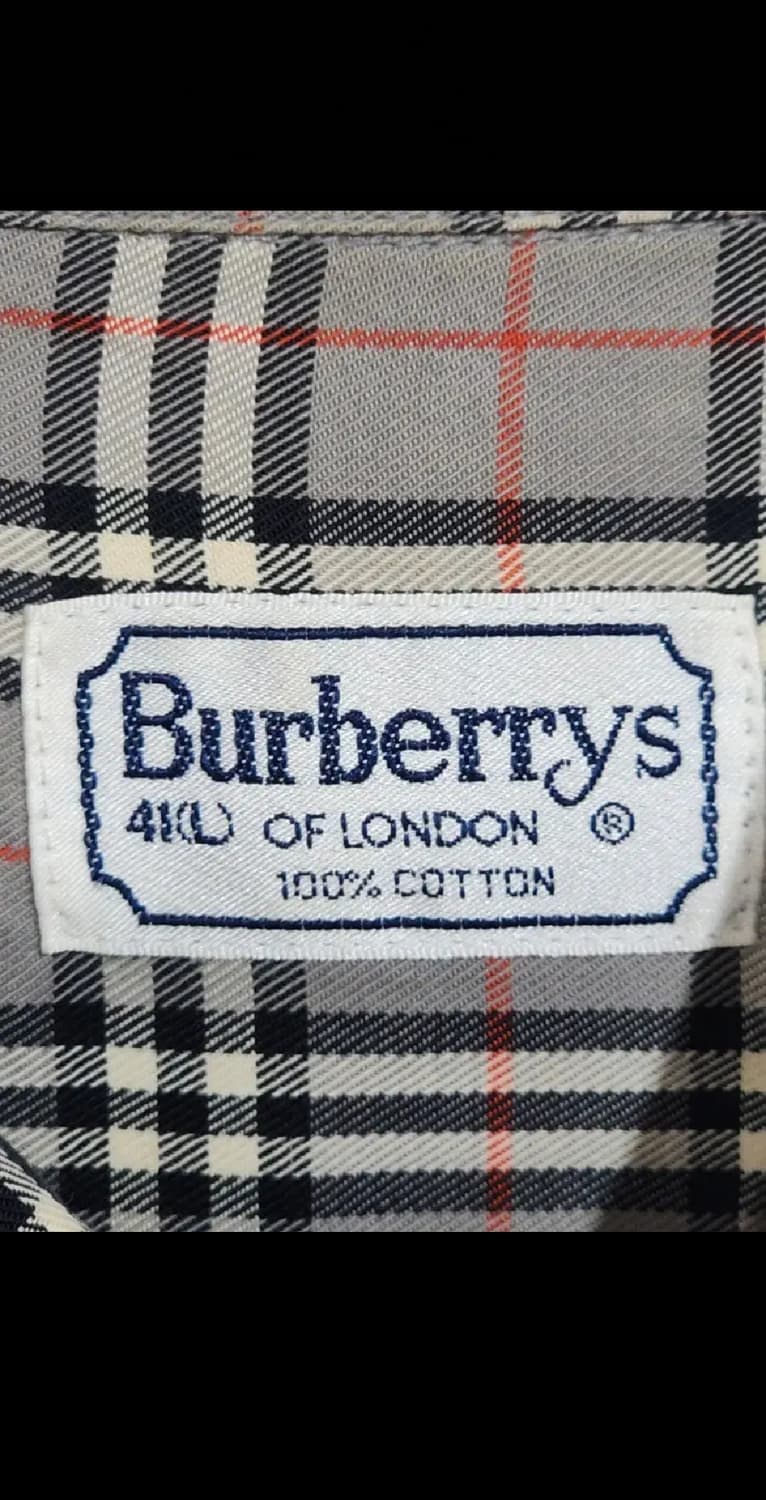 Burberrys
41(L) OF LONDON ®
100% COTTON